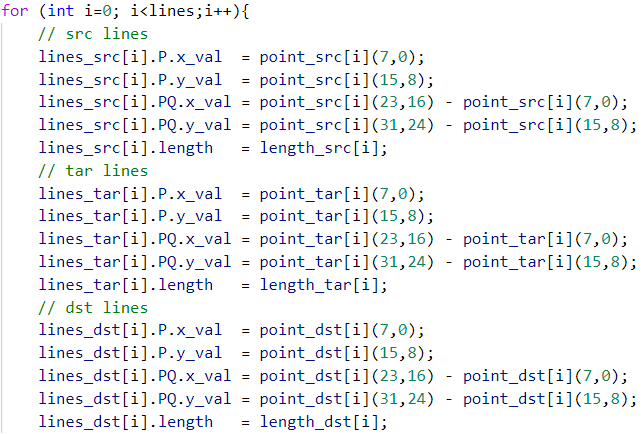 for (int i=0; i<lines;i++){
    // src lines
    lines_src[i].P.x_val  = point_src[i](7,0);
    lines_src[i].P.y_val  = point_src[i](15,8);
    lines_src[i].PQ.x_val = point_src[i](23,16) - point_src[i](7,0);
    lines_src[i].PQ.y_val = point_src[i](31,24) - point_src[i](15,8);
    lines_src[i].length   = length_src[i];
    // tar lines
    lines_tar[i].P.x_val  = point_tar[i](7,0);
    lines_tar[i].P.y_val  = point_tar[i](15,8);
    lines_tar[i].PQ.x_val = point_tar[i](23,16) - point_tar[i](7,0);
    lines_tar[i].PQ.y_val = point_tar[i](31,24) - point_tar[i](15,8);
    lines_tar[i].length   = length_tar[i];
    // dst lines
    lines_dst[i].P.x_val  = point_dst[i](7,0);
    lines_dst[i].P.y_val  = point_dst[i](15,8);
    lines_dst[i].PQ.x_val = point_dst[i](23,16) - point_dst[i](7,0);
    lines_dst[i].PQ.y_val = point_dst[i](31,24) - point_dst[i](15,8);
    lines_dst[i].length   = length_dst[i];